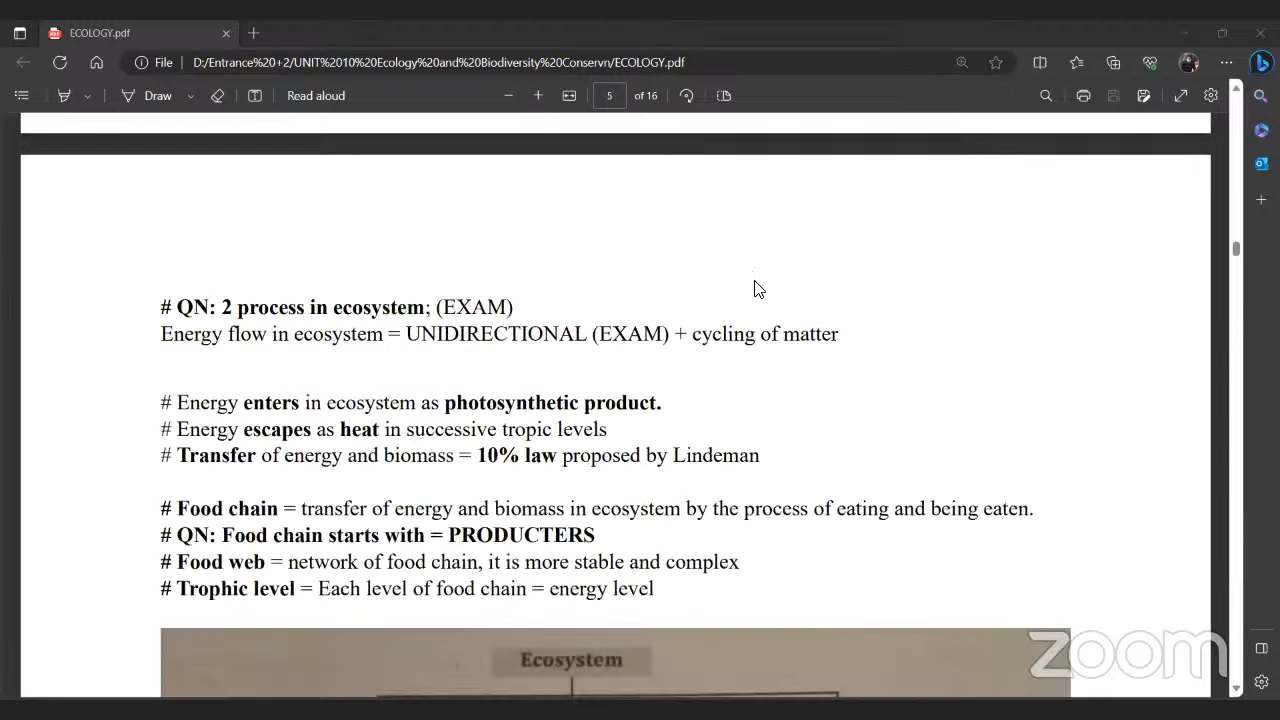 ECOLOGY.pdf
File D:/Entrance%20+2/UNIT%2010%20Ecology%20and%20Biodiversity%20Conservn/ECOLOGY.pdf
Draw Read aloud 5 of 16
# QN: 2 process in ecosystem; (EXAM)
Energy flow in ecosystem = UNIDIRECTIONAL (EXAM) + cycling of matter
# Energy enters in ecosystem as photosynthetic product.
# Energy escapes as heat in successive tropic levels
# Transfer of energy and biomass = 10% law proposed by Lindeman
# Food chain = transfer of energy and biomass in ecosystem by the process of eating and being eaten.
# QN: Food chain starts with = PRODUCTERS
# Food web = network of food chain, it is more stable and complex
# Trophic level = Each level of food chain = energy level
Ecosystem
zoom